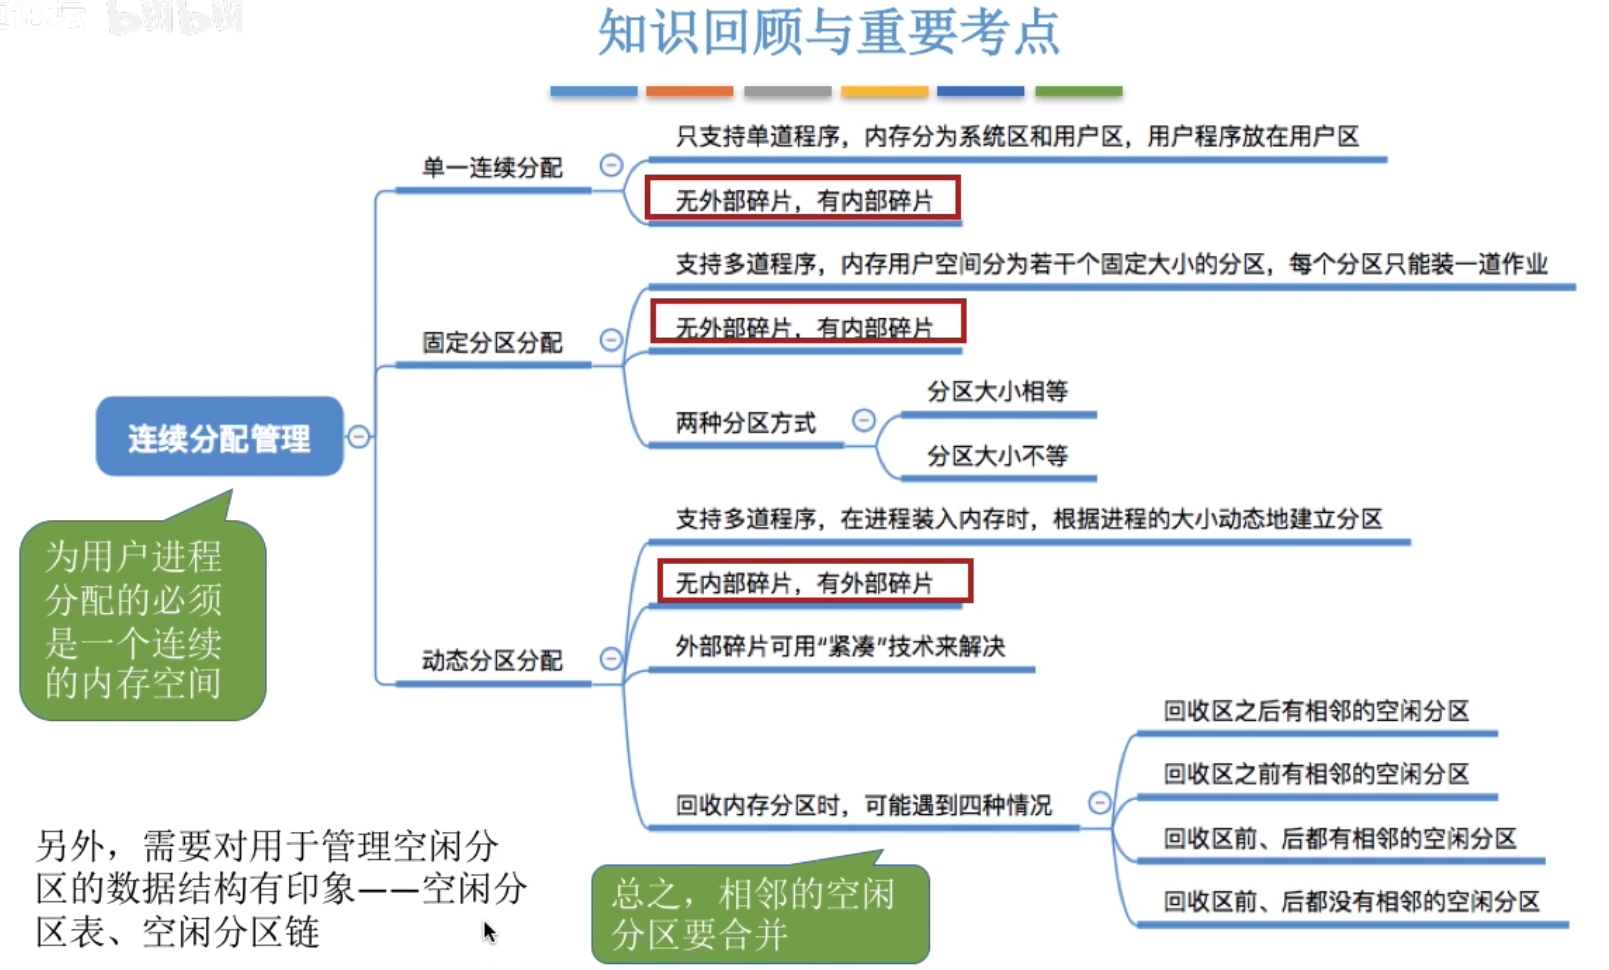 bilibili
知识回顾与重要考点
单一连续分配
只支持单道程序，内存分为系统区和用户区，用户程序放在用户区
无外部碎片，有内部碎片
固定分区分配
支持多道程序，内存用户空间分为若干个固定大小的分区，每个分区只能装一道作业
无外部碎片，有内部碎片
两种分区方式
分区大小相等
分区大小不等
连续分配管理
为用户进程
分配的必须
是一个连续
的内存空间
动态分区分配
支持多道程序，在进程装入内存时，根据进程的大小动态地建立分区
无内部碎片，有外部碎片
外部碎片可用“紧凑”技术来解决
回收内存分区时，可能遇到四种情况
回收区之后有相邻的空闲分区
回收区之前有相邻的空闲分区
回收区前、后都有相邻的空闲分区
回收区前、后都没有相邻的空闲分区
总之，相邻的空闲
分区要合并
另外，需要对用于管理空闲分
区的数据结构有印象——空闲分
区表、空闲分区链